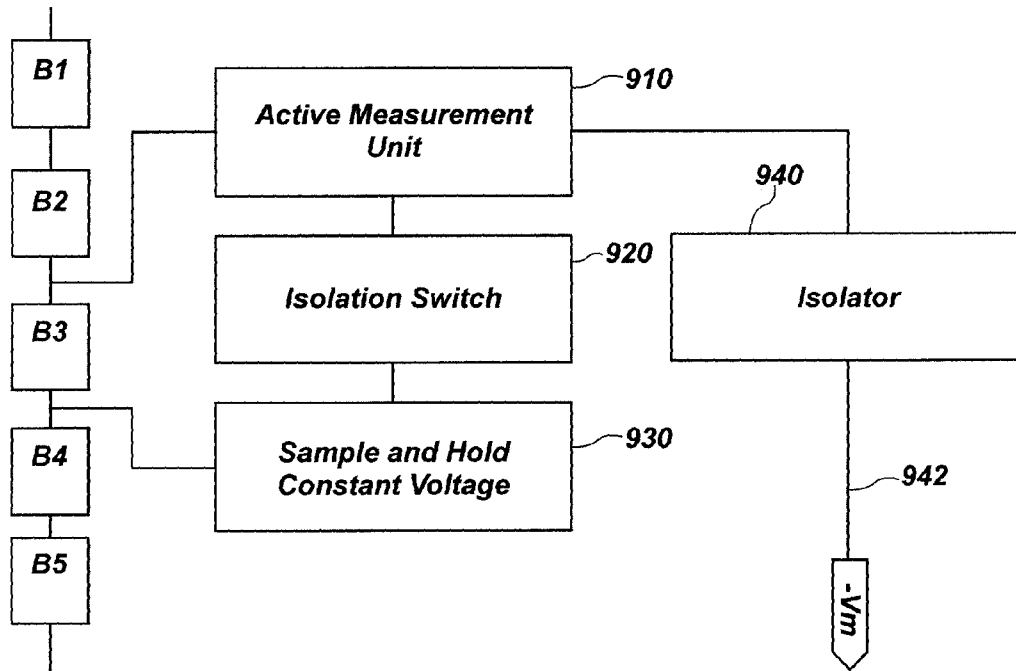 B1
B2
B3
B4
B5
Active Measurement
Unit
910
Isolation Switch
920
Sample and Hold
Constant Voltage
930
940
Isolator
942
-Vm